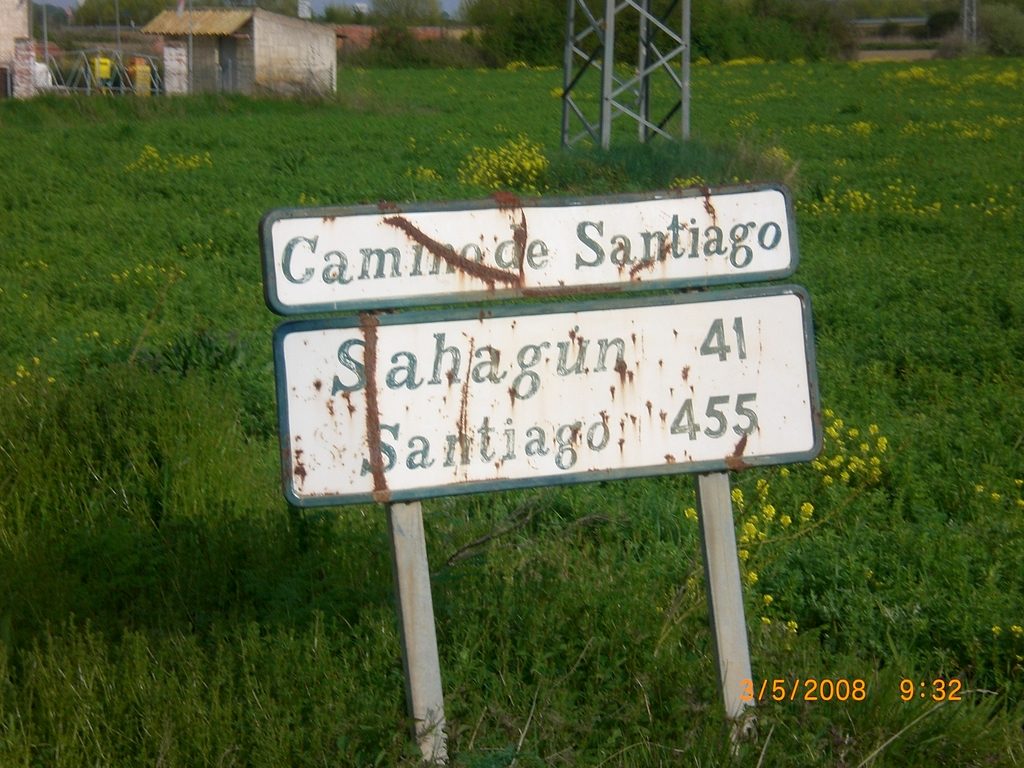 Camino de Santiago
Sahagún 41
Santiago 455
3/5/2008 9:32